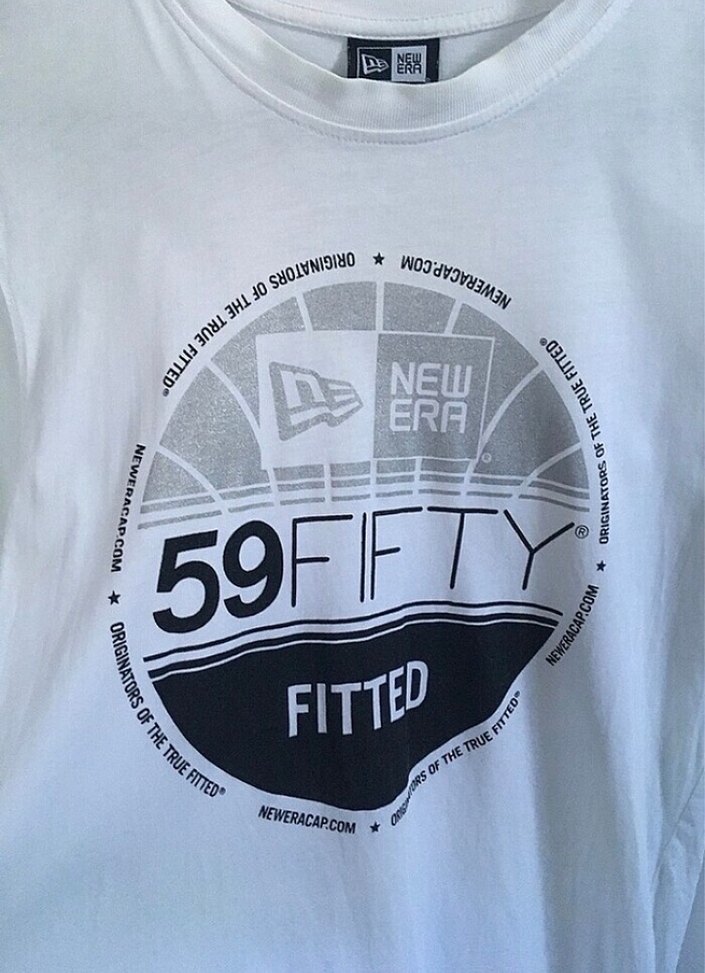 NEW
ERA
ORIGINATORS OF THE TRUE FITTED® ★ NEWERACAP.COM
ORIGINATORS OF THE TRUE FITTED® ★ NEWERACAP.COM
ORIGINATORS OF THE TRUE FITTED® ★ NEWERACAP.COM
ORIGINATORS OF THE TRUE FITTED® ★ NEWERACAP.COM
NEW
ERA
59FIFTY®
FITTED